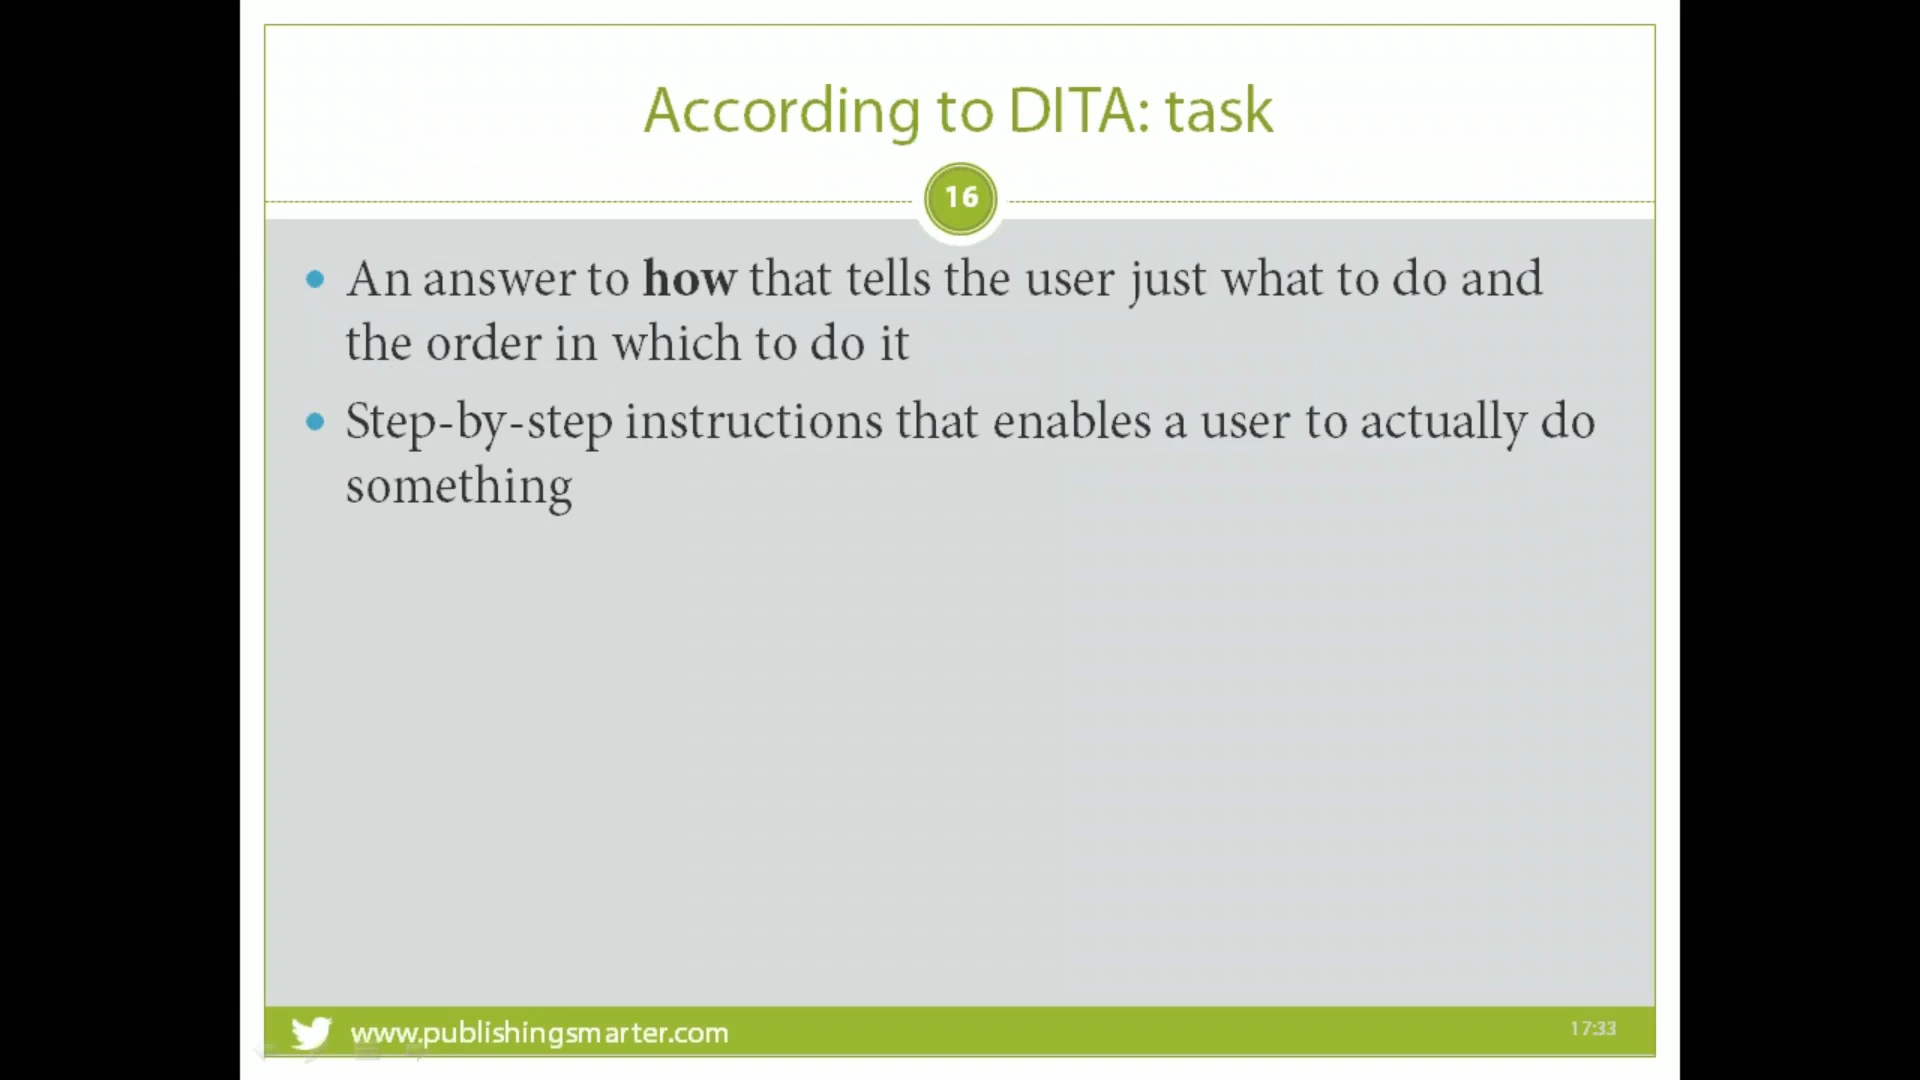 According to DITA: task
16
• An answer to how that tells the user just what to do and
the order in which to do it
• Step-by-step instructions that enables a user to actually do
something
www.publishingsmarter.com
17:33